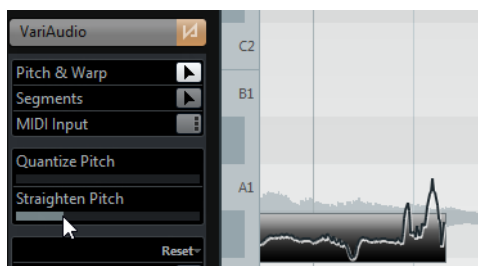 VariAudio
Pitch & Warp
Segments
MIDI Input
Quantize Pitch
Straighten Pitch
Reset
C2
B1
A1